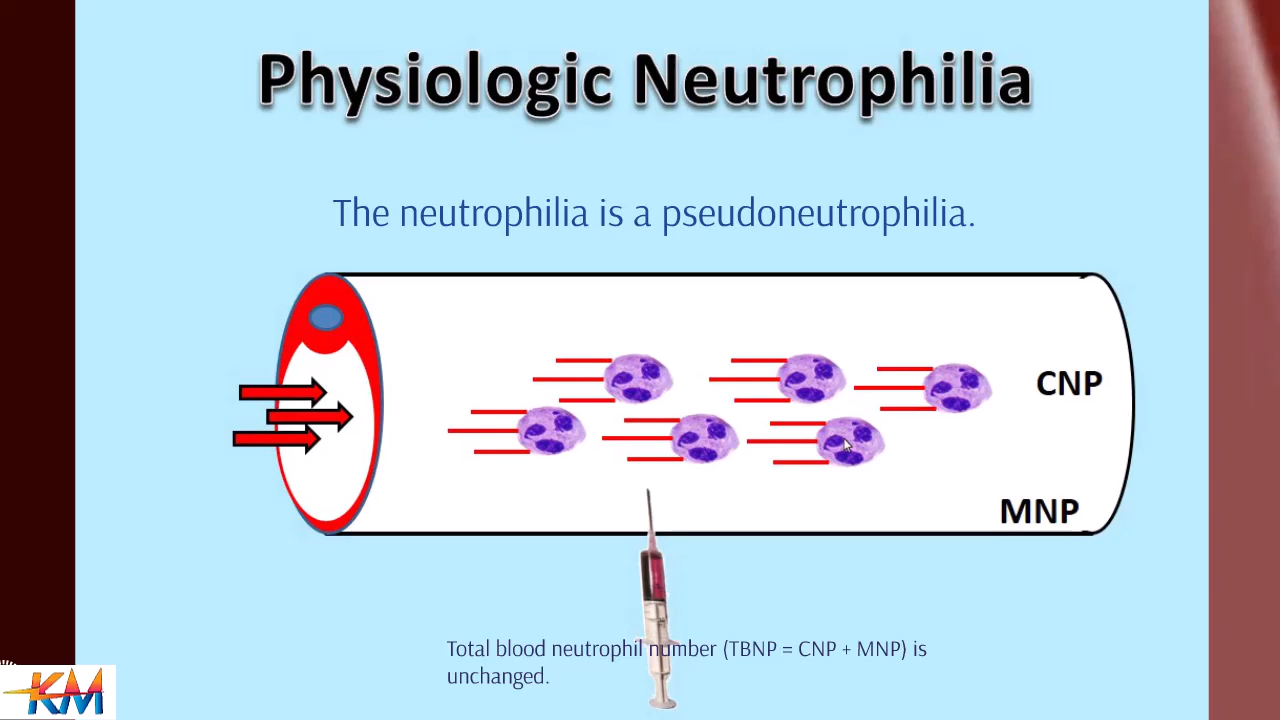 Physiologic Neutrophilia
The neutrophilia is a pseudoneutrophilia.
CNP
MNP
Total blood neutrophil number (TBNP = CNP + MNP) is
unchanged.
KM